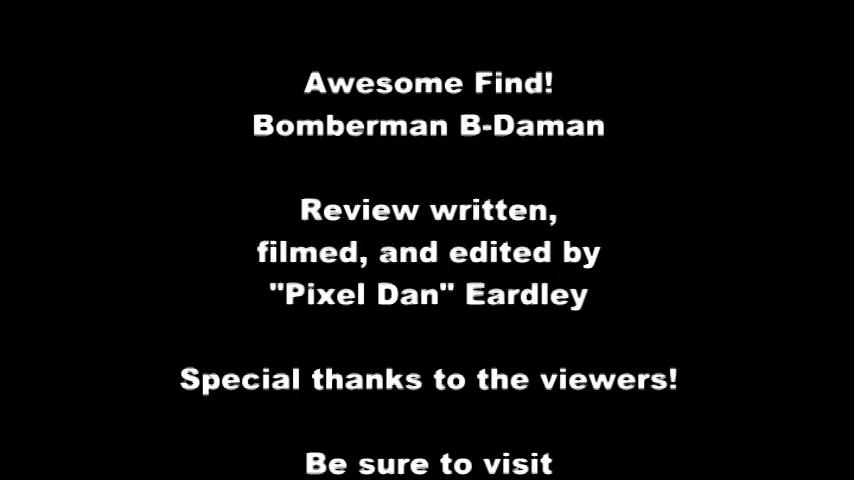 Awesome Find!
Bomberman B-Daman
Review written,
filmed, and edited by
"Pixel Dan" Eardley
Special thanks to the viewers!
Be sure to visit